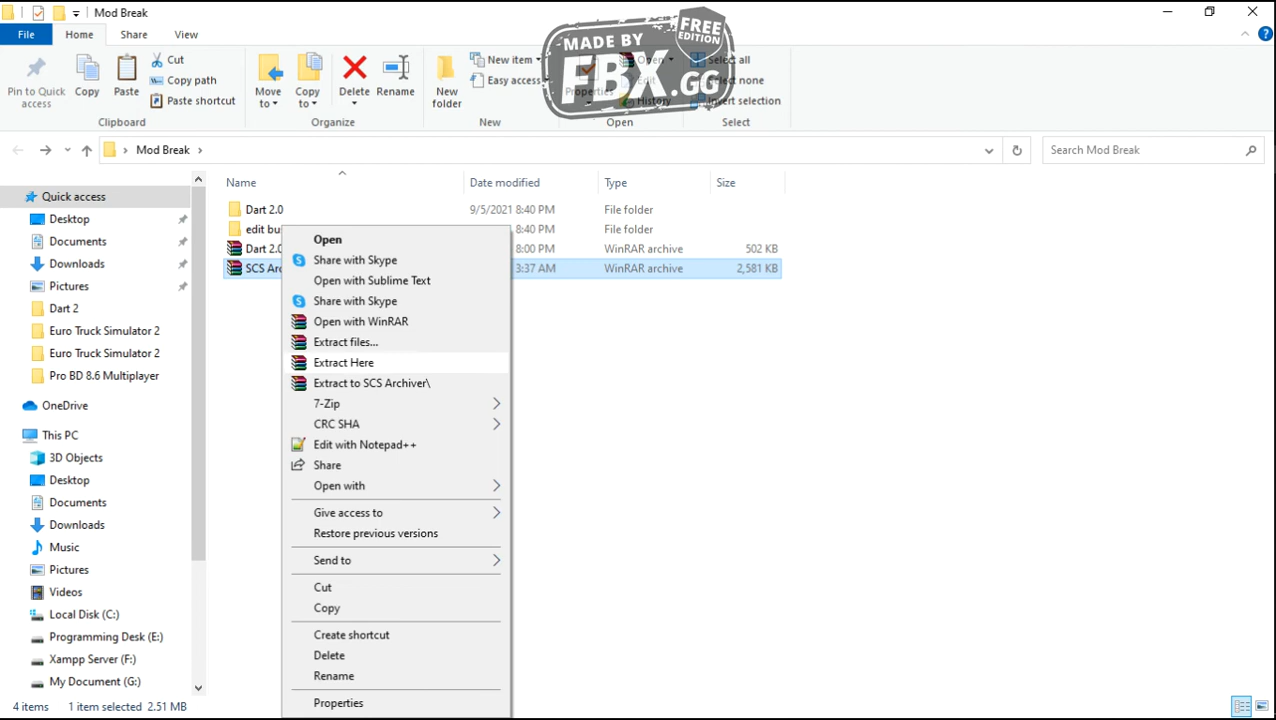 Mod Break
File
Home
Share
View
Pin to Quick access
Copy
Paste
Cut
Copy path
Paste shortcut
Clipboard
Move to
Copy to
Delete
Rename
Organize
New folder
New item
Easy access
New
Properties
Open
Edit
History
Open
Select all
Select none
Invert selection
Select
MADE BY
FREE
EDITION
FBX.GG
Mod Break
Search Mod Break
Name
Date modified
Type
Size
Dart 2.0
9/5/2021 8:40 PM
File folder
edit bu
8:40 PM
File folder
Dart 2.0
8:00 PM
WinRAR archive
502 KB
SCS Arc
3:37 AM
WinRAR archive
2,581 KB
Quick access
Desktop
Documents
Downloads
Pictures
Dart 2
Euro Truck Simulator 2
Euro Truck Simulator 2
Pro BD 8.6 Multiplayer
OneDrive
This PC
3D Objects
Desktop
Documents
Downloads
Music
Pictures
Videos
Local Disk (C:)
Programming Desk (E:)
Xampp Server (F:)
My Document (G:)
Open
Share with Skype
Open with Sublime Text
Share with Skype
Open with WinRAR
Extract files...
Extract Here
Extract to SCS Archiver\
7-Zip
CRC SHA
Edit with Notepad++
Share
Open with
Give access to
Restore previous versions
Send to
Cut
Copy
Create shortcut
Delete
Rename
Properties
4 items
1 item selected 2.51 MB